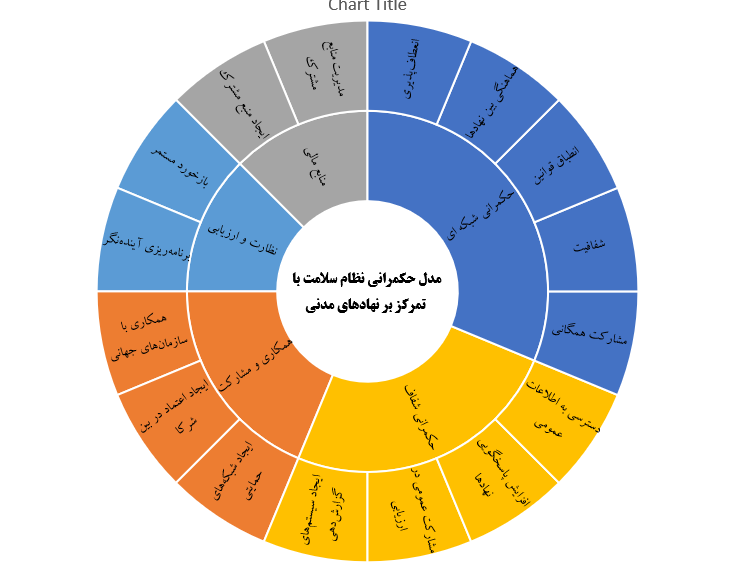 Chart Title
مدل حکمرانی نظام سلامت با
تمرکز بر نهادهای مدنی
حکمرانی شبکه ای
انعطاف‌پذیری
هماهنگی بین نهادها
انطباق قوانین
شفافیت
مشارکت همگانی
حکمرانی شفاف
دسترسی به اطلاعات
عمومی
افزایش پاسخگویی
نهادها
مشارکت عمومی در
ارزیابی
ایجاد سیستم‌های
گزارش‌دهی
همکاری و مشارکت
ایجاد شبکه‌های
حمایتی
ایجاد اعتماد در بین
شرکا
همکاری با
سازمان‌های جهانی
نظارت و ارزیابی
برنامه‌ریزی آینده‌نگر
بازخورد مستمر
منابع مالی
ایجاد منبع مشترک
مدیریت منابع
مشترک